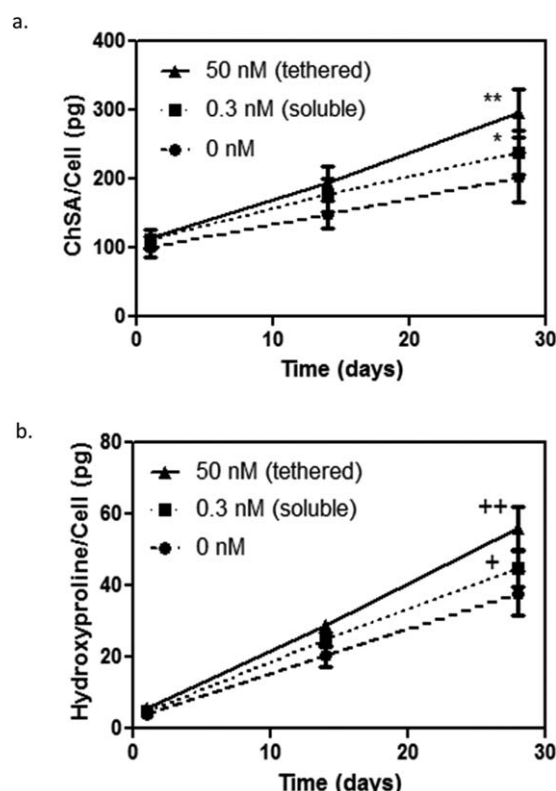 a.
400
300
200
100
0
ChSA/Cell (pg)
50 nM (tethered)
0.3 nM (soluble)
0 nM
**
*
0 10 20 30
Time (days)
b.
80
60
40
20
0
Hydroxyproline/Cell (pg)
50 nM (tethered)
0.3 nM (soluble)
0 nM
++
+
0 10 20 30
Time (days)